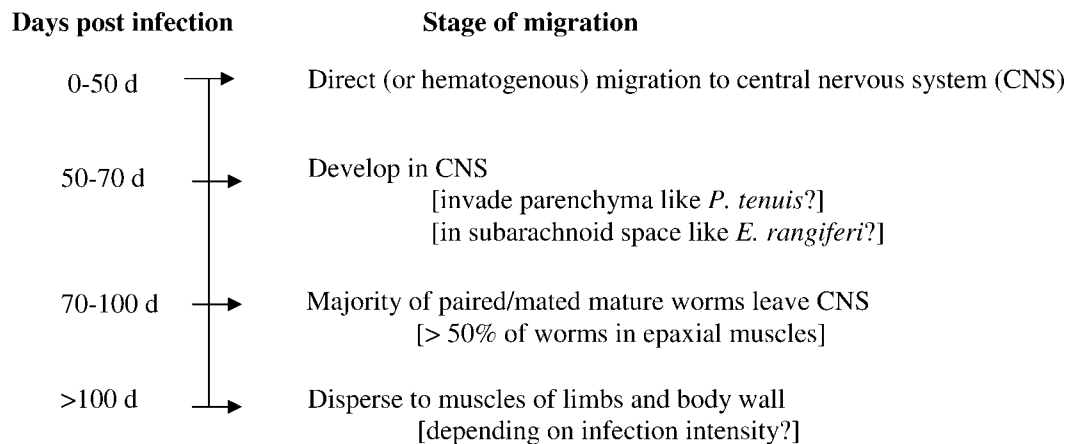 Days post infection Stage of migration
0-50 d Direct (or hematogenous) migration to central nervous system (CNS)
50-70 d Develop in CNS
[invade parenchyma like P. tenuis?]
[in subarachnoid space like E. rangiferi?]
70-100 d Majority of paired/mated mature worms leave CNS
[> 50% of worms in epaxial muscles]
>100 d Disperse to muscles of limbs and body wall
[depending on infection intensity?]